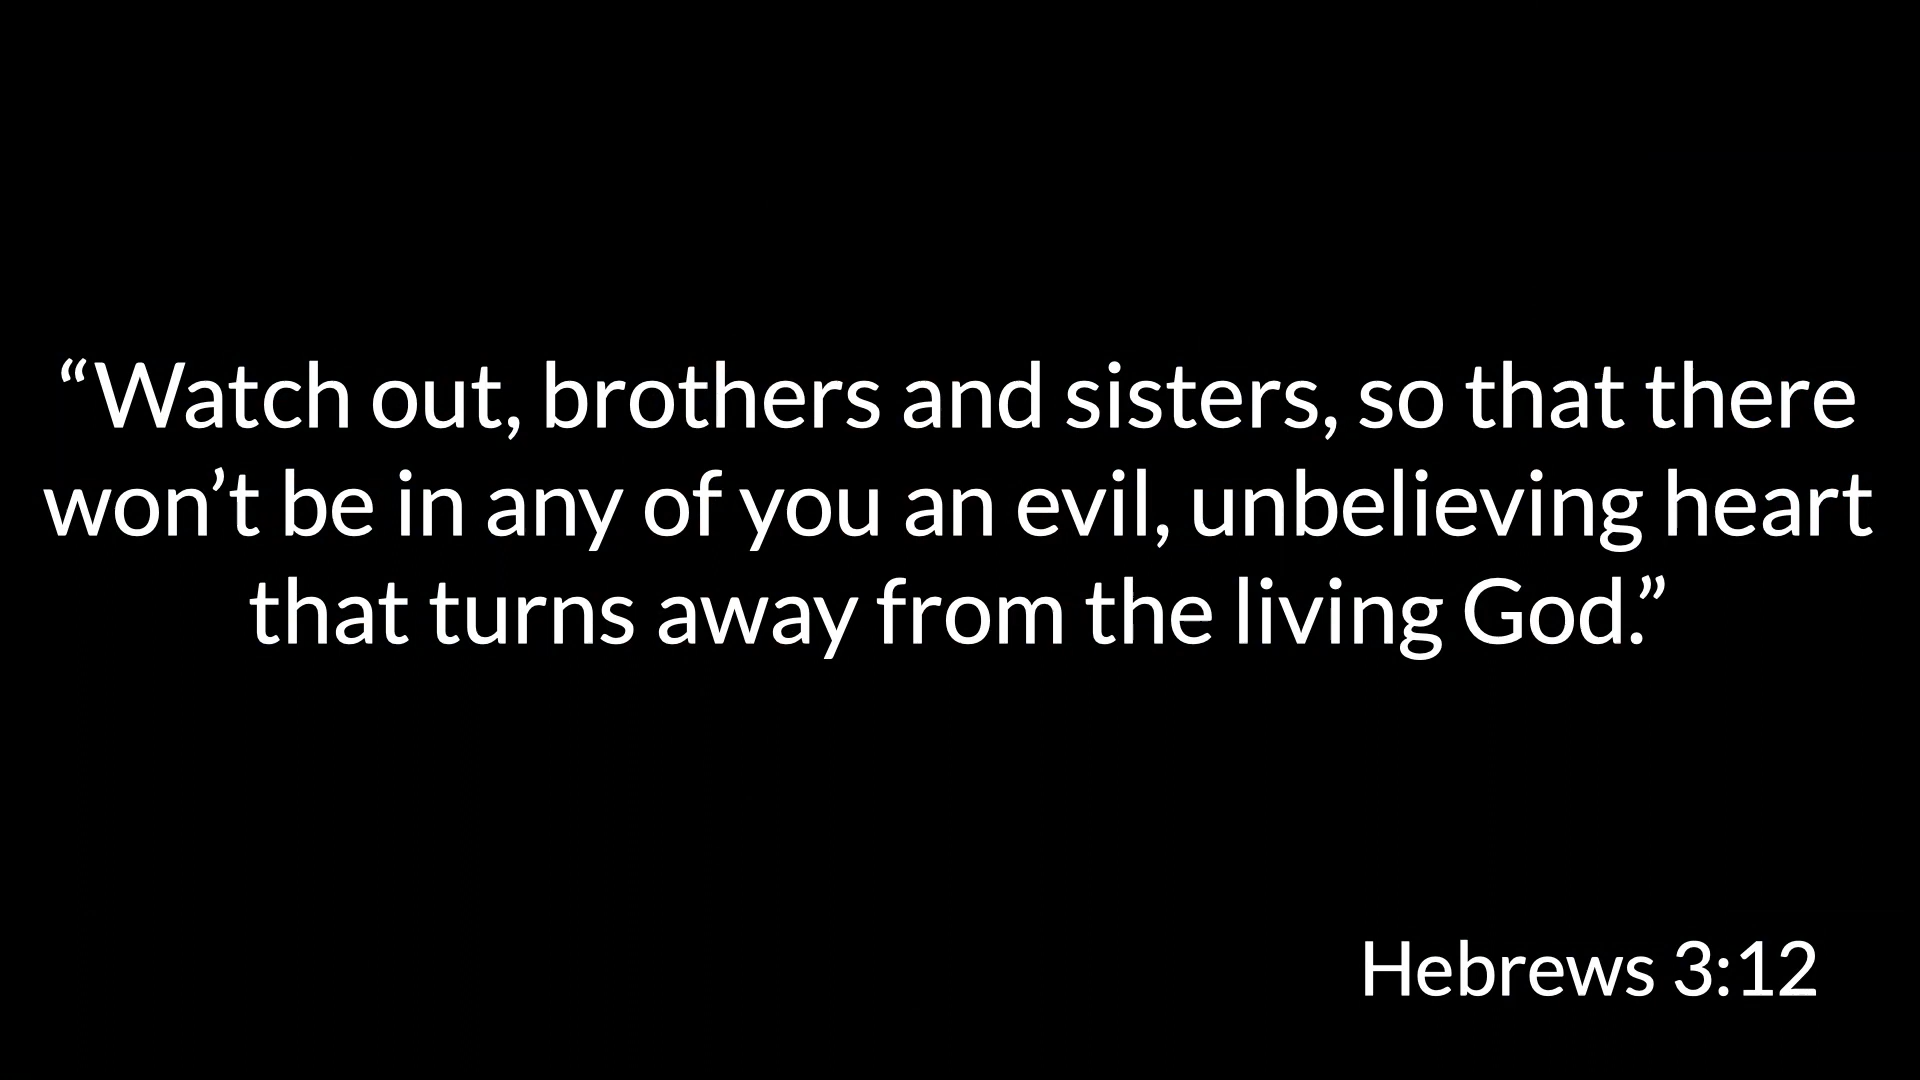 “Watch out, brothers and sisters, so that there
won’t be in any of you an evil, unbelieving heart
that turns away from the living God.”
Hebrews 3:12